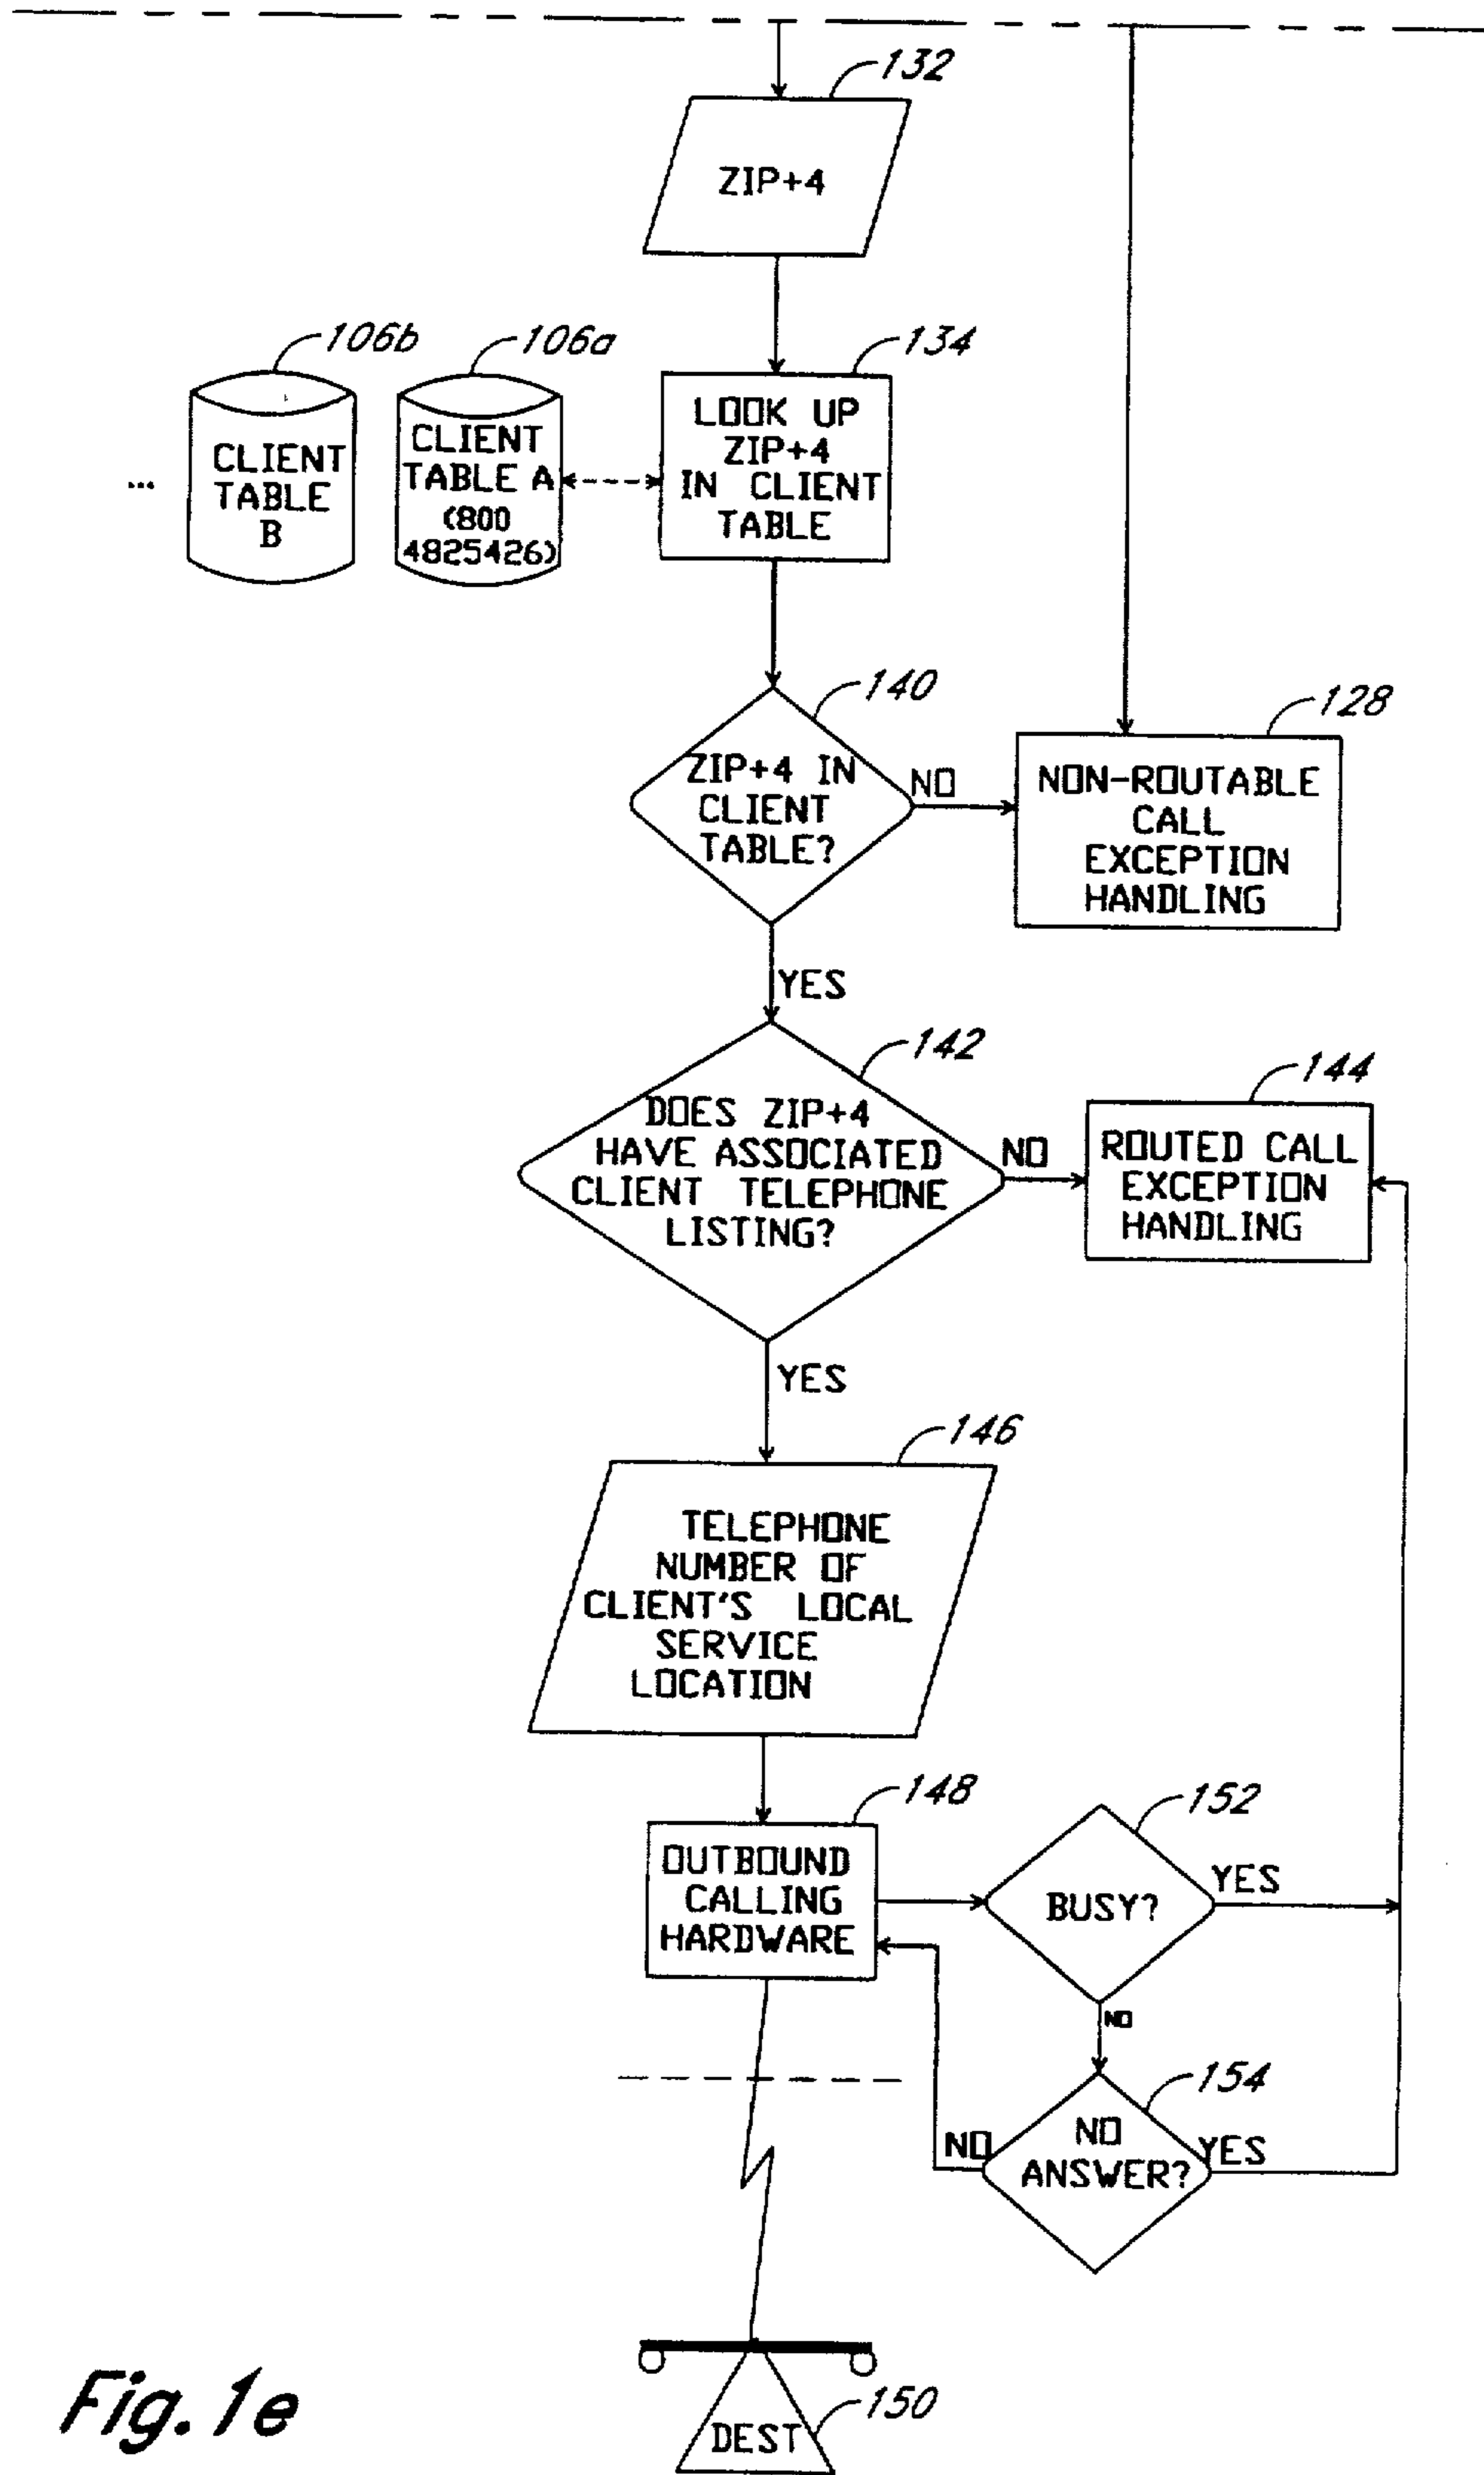 132
ZIP+4
106b
106a
134
CLIENT
TABLE
B
...
CLIENT
TABLE A
(800
4825426)
LOOK UP
ZIP+4
IN CLIENT
TABLE
140
128
ZIP+4 IN
CLIENT
TABLE?
NO
NON-ROUTABLE
CALL
EXCEPTION
HANDLING
YES
142
144
DOES ZIP+4
HAVE ASSOCIATED
CLIENT TELEPHONE
LISTING?
NO
ROUTED CALL
EXCEPTION
HANDLING
YES
146
TELEPHONE
NUMBER OF
CLIENT'S LOCAL
SERVICE
LOCATION
148
152
OUTBOUND
CALLING
HARDWARE
BUSY?
YES
NO
154
NO
NO
ANSWER?
YES
150
DEST
Fig. 1e